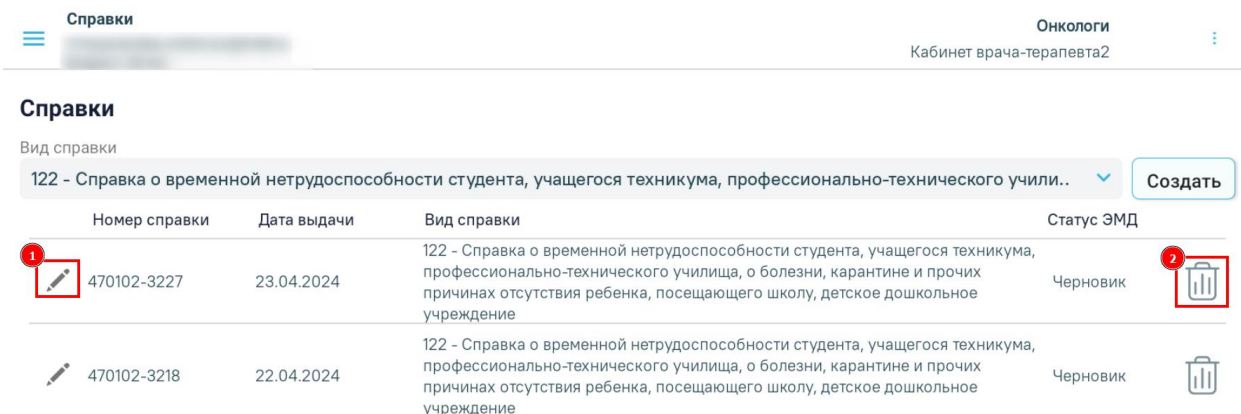 Справки
Онкологи
Кабинет врача-терапевта2
Справки
Вид справки
122 - Справка о временной нетрудоспособности студента, учащегося техникума, профессионально-технического учили..
Создать
Номер справки Дата выдачи Вид справки Статус ЭМД
122 - Справка о временной нетрудоспособности студента, учащегося техникума,
1
2
470102-3227 23.04.2024 профессионально-технического училища, о болезни, карантине и прочих Черновик
причинах отсутствия ребенка, посещающего школу, детское дошкольное
учреждение
122 - Справка о временной нетрудоспособности студента, учащегося техникума,
470102-3218 22.04.2024 профессионально-технического училища, о болезни, карантине и прочих Черновик
причинах отсутствия ребенка, посещающего школу, детское дошкольное
учреждение